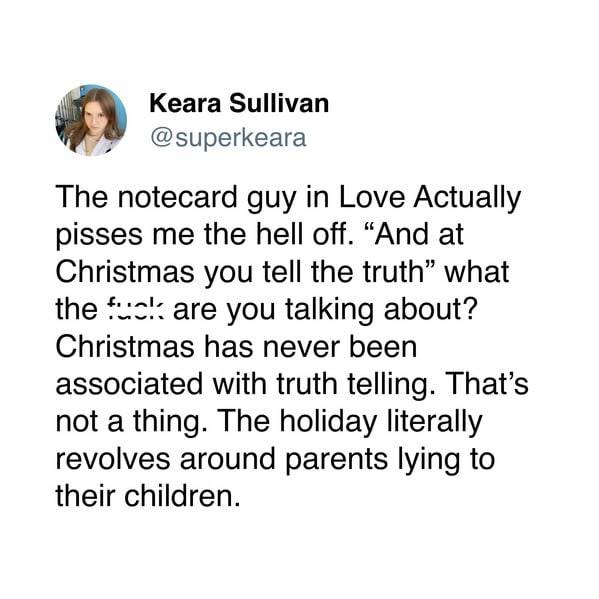 Keara Sullivan
@superkeara
The notecard guy in Love Actually
pisses me the hell off. “And at
Christmas you tell the truth” what
the fuck are you talking about?
Christmas has never been
associated with truth telling. That’s
not a thing. The holiday literally
revolves around parents lying to
their children.